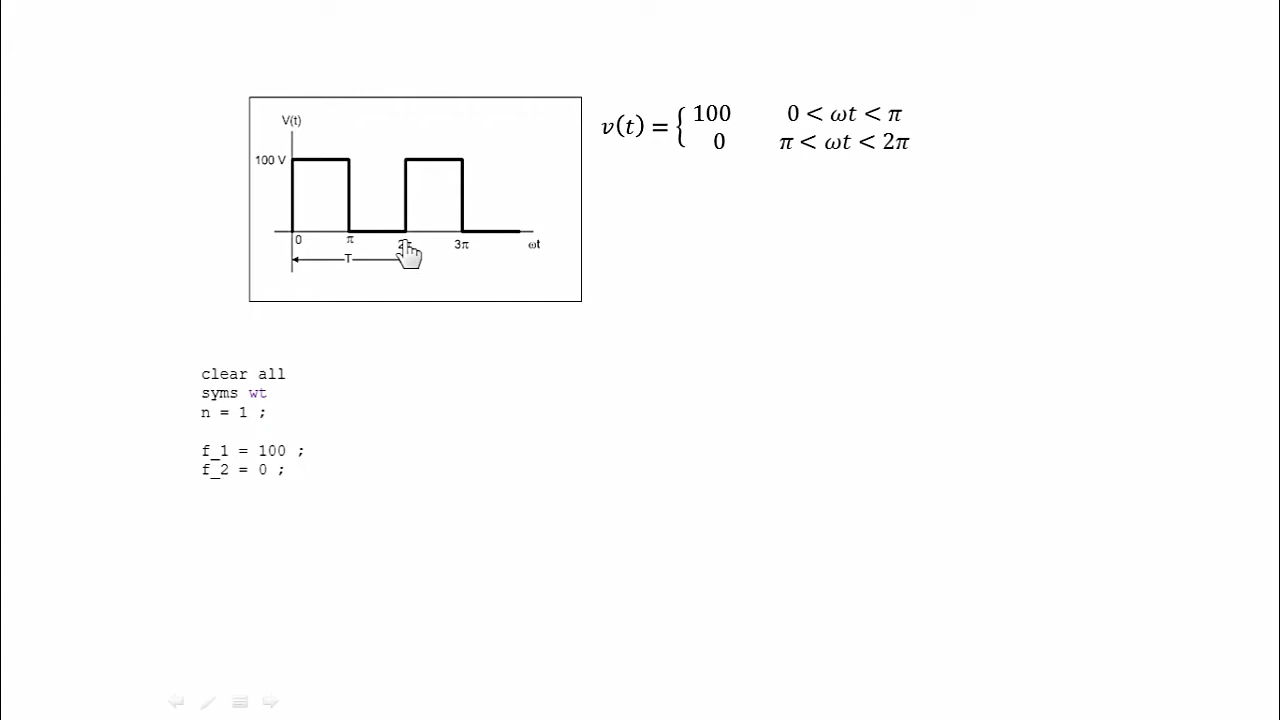 V(t)
100 V
0
π
3π
ωt
T
v(t) = { 100 0 < ωt < π
0 π < ωt < 2π
clear all
syms wt
n = 1 ;
f_1 = 100 ;
f_2 = 0 ;